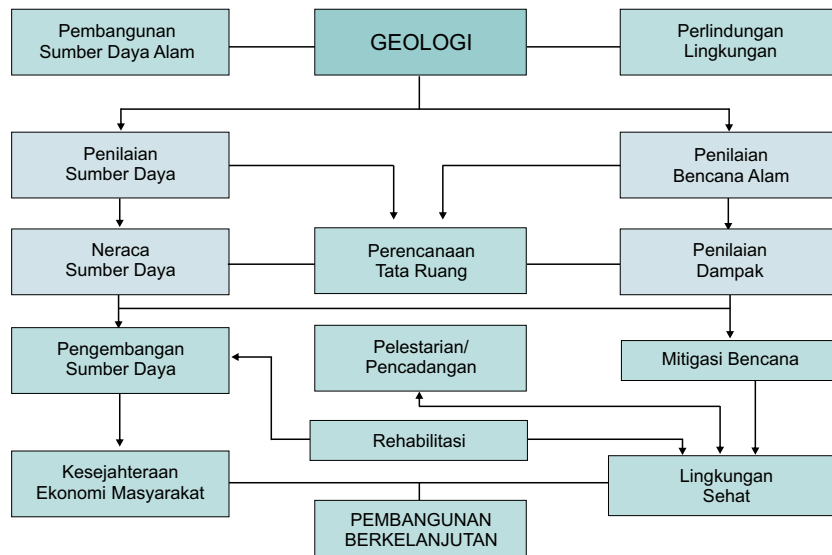 Pembangunan
Sumber Daya Alam
GEOLOGI
Perlindungan
Lingkungan
Penilaian
Sumber Daya
Penilaian
Bencana Alam
Neraca
Sumber Daya
Perencanaan
Tata Ruang
Penilaian
Dampak
Pengembangan
Sumber Daya
Pelestarian/
Pencadangan
Mitigasi Bencana
Rehabilitasi
Kesejahteraan
Ekonomi Masyarakat
Lingkungan
Sehat
PEMBANGUNAN
BERKELANJUTAN